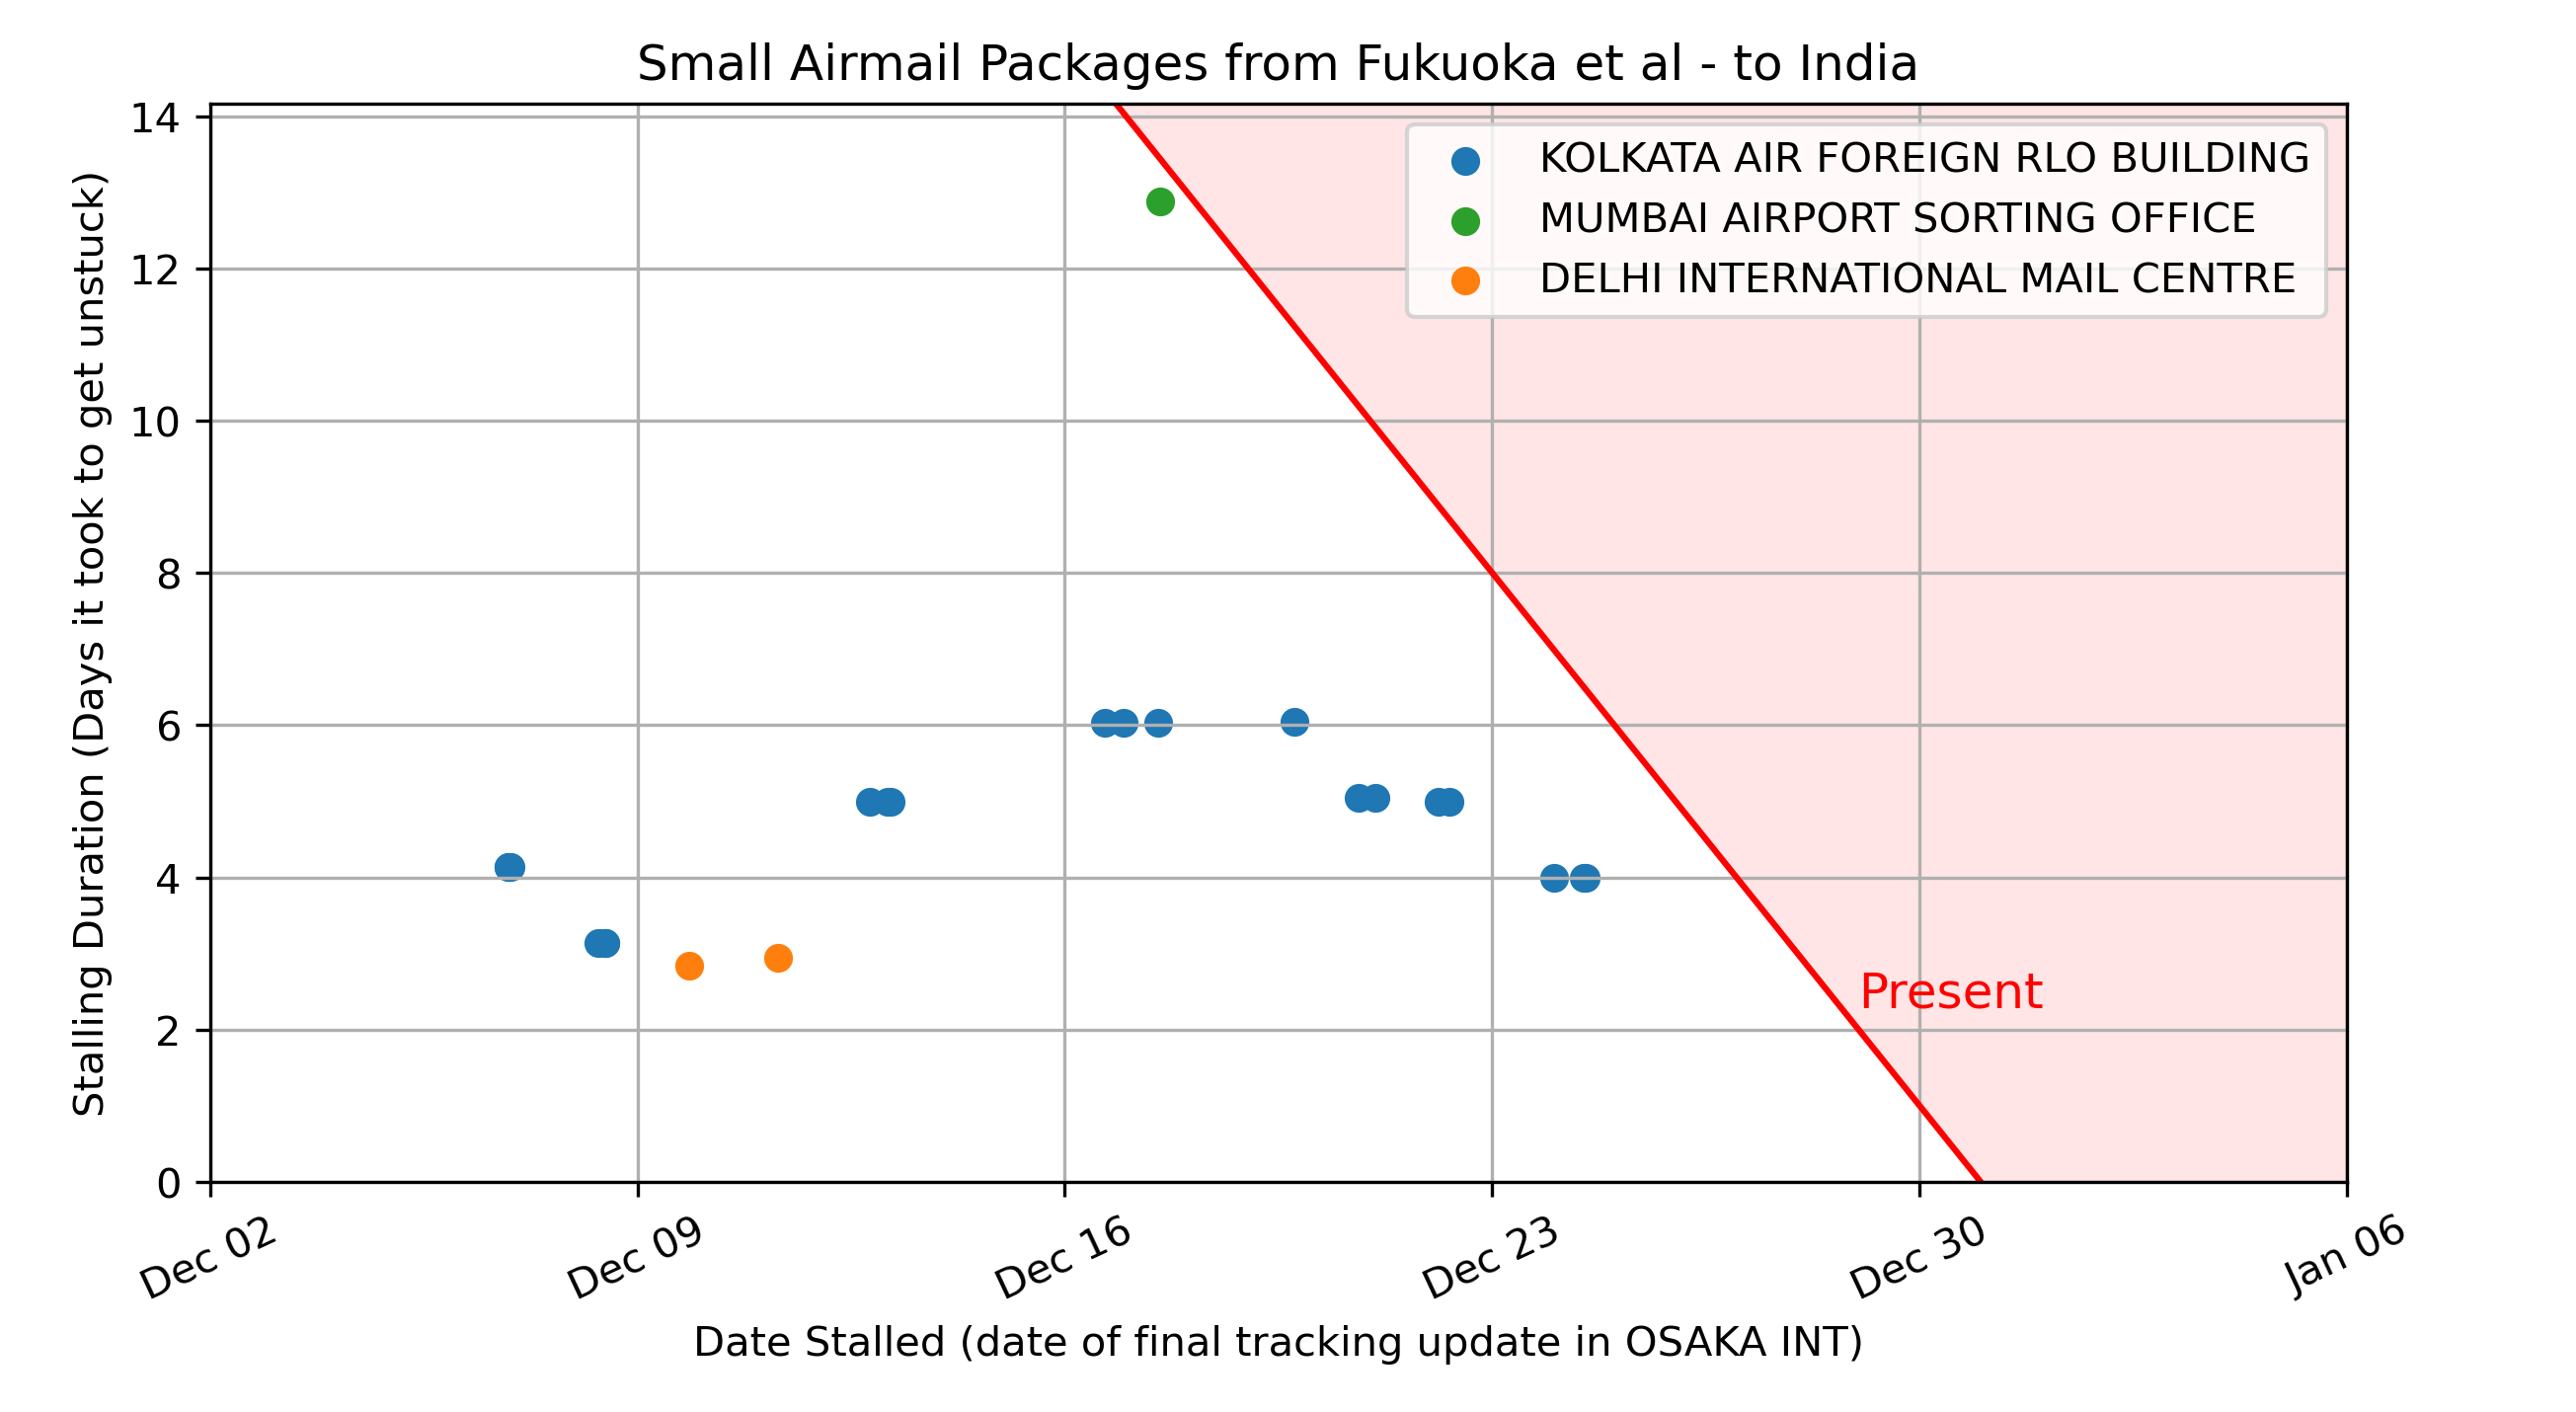 Small Airmail Packages from Fukuoka et al - to India
Stalling Duration (Days it took to get unstuck)
14
12
10
8
6
4
2
0
KOLKATA AIR FOREIGN RLO BUILDING
MUMBAI AIRPORT SORTING OFFICE
DELHI INTERNATIONAL MAIL CENTRE
Present
Dec 02
Dec 09
Dec 16
Dec 23
Dec 30
Jan 06
Date Stalled (date of final tracking update in OSAKA INT)